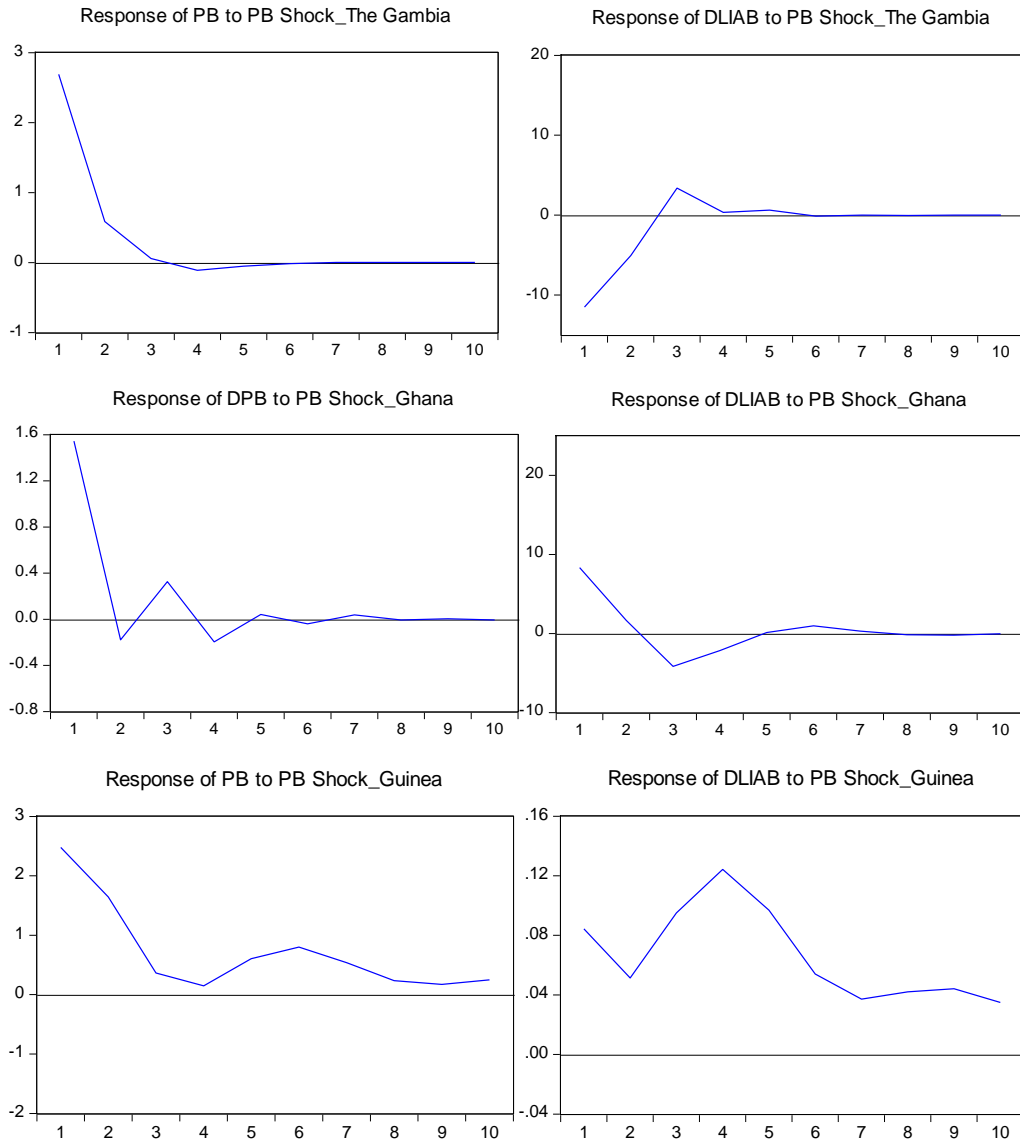 Response of PB to PB Shock_The Gambia
3
2
1
0
-1
1 2 3 4 5 6 7 8 9 10
Response of DLIAB to PB Shock_The Gambia
20
10
0
-10
1 2 3 4 5 6 7 8 9 10
Response of DPB to PB Shock_Ghana
1.6
1.2
0.8
0.4
0.0
-0.4
-0.8
1 2 3 4 5 6 7 8 9 10
Response of DLIAB to PB Shock_Ghana
20
10
0
-10
1 2 3 4 5 6 7 8 9 10
Response of PB to PB Shock_Guinea
3
2
1
0
-1
-2
1 2 3 4 5 6 7 8 9 10
Response of DLIAB to PB Shock_Guinea
.16
.12
.08
.04
.00
-.04
1 2 3 4 5 6 7 8 9 10